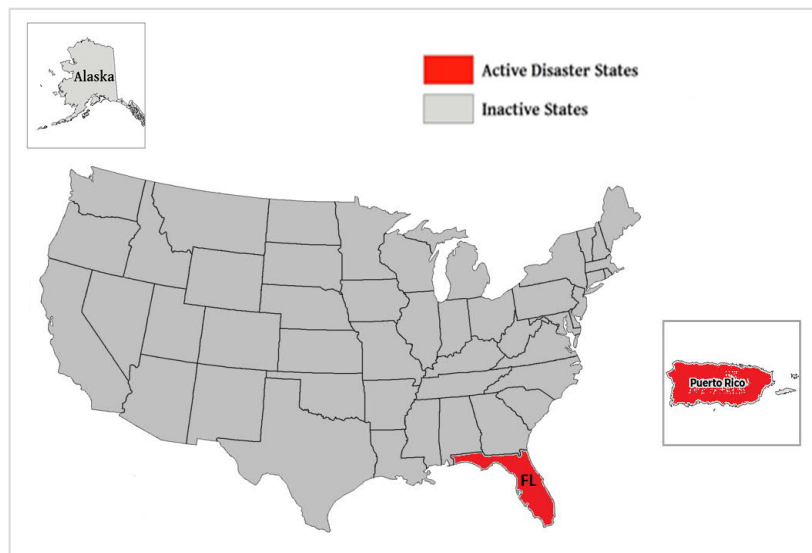 Alaska
Active Disaster States
Inactive States
Puerto Rico
FL